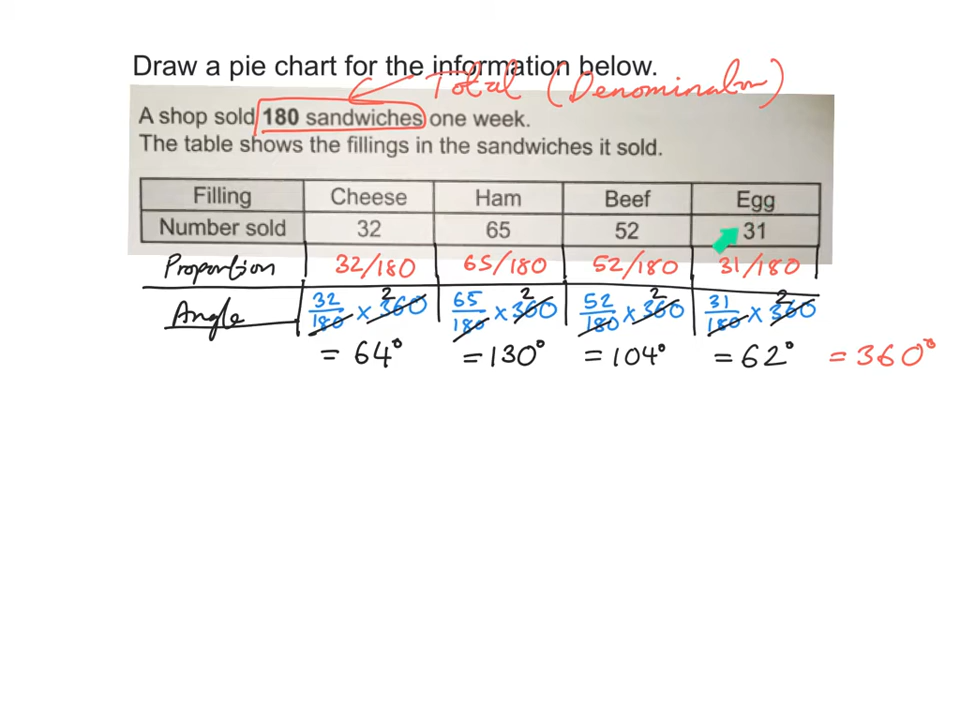 Draw a pie chart for the information below.
Total (Denominator)
A shop sold 180 sandwiches one week.
The table shows the fillings in the sandwiches it sold.
Filling Cheese Ham Beef Egg
Number sold 32 65 52 31
Proportion 32/180 65/180 52/180 31/180
Angle 32/180 × 360 2 65/180 × 360 2 52/180 × 360 2 31/180 × 360 2
= 64° = 130° = 104° = 62° = 360°